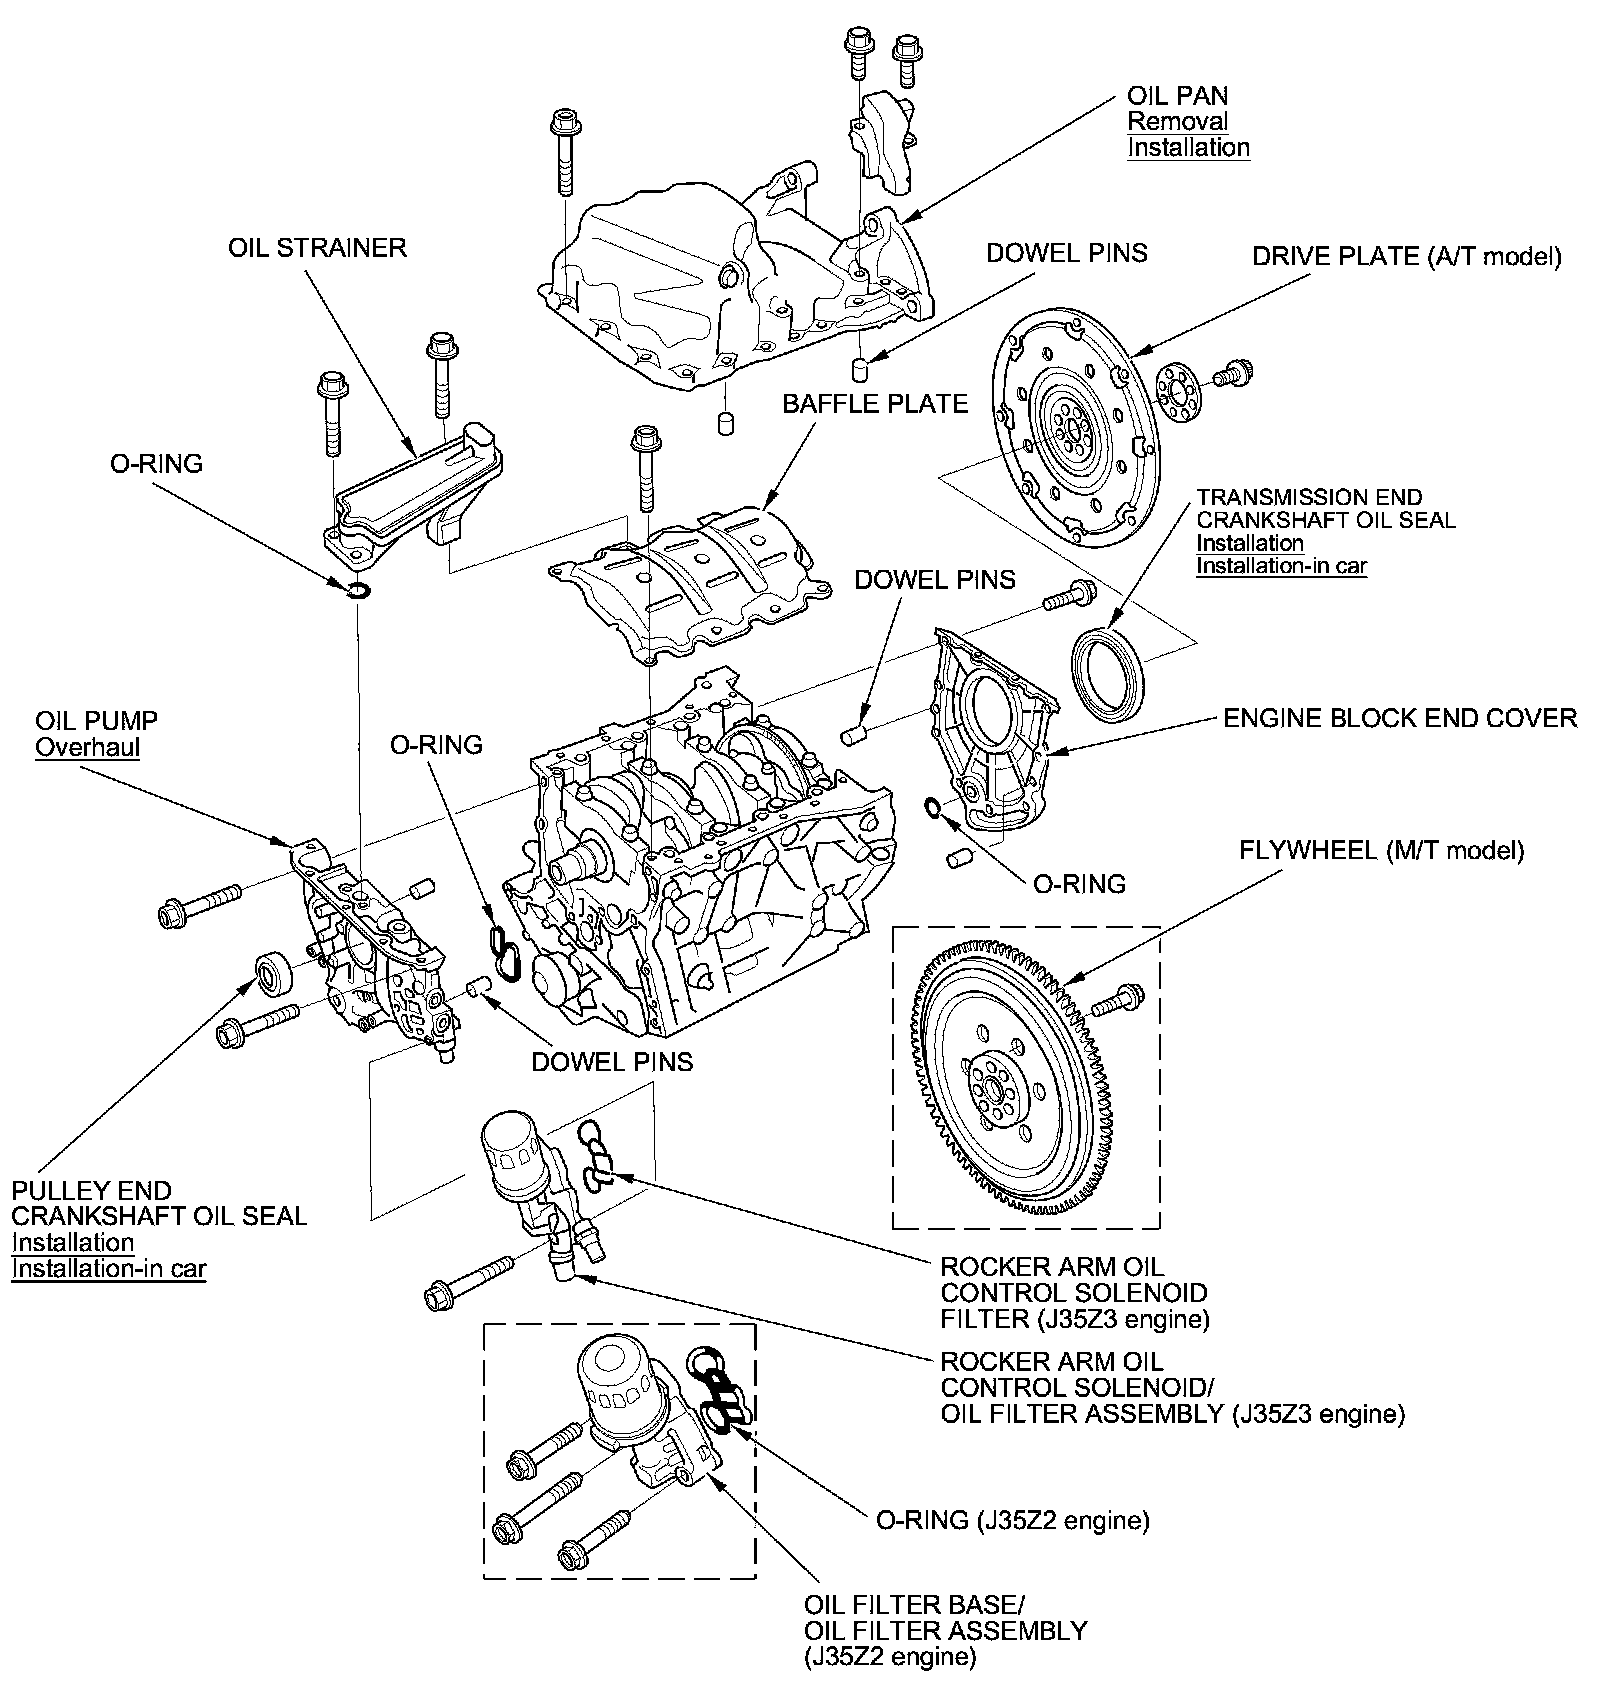 OIL PAN
Removal
Installation
OIL STRAINER
DOWEL PINS
DRIVE PLATE (A/T model)
BAFFLE PLATE
O-RING
TRANSMISSION END
CRANKSHAFT OIL SEAL
Installation
Installation-in car
DOWEL PINS
OIL PUMP
Overhaul
O-RING
ENGINE BLOCK END COVER
FLYWHEEL (M/T model)
O-RING
DOWEL PINS
PULLEY END
CRANKSHAFT OIL SEAL
Installation
Installation-in car
ROCKER ARM OIL
CONTROL SOLENOID
FILTER (J35Z3 engine)
ROCKER ARM OIL
CONTROL SOLENOID/
OIL FILTER ASSEMBLY (J35Z3 engine)
O-RING (J35Z2 engine)
OIL FILTER BASE/
OIL FILTER ASSEMBLY
(J35Z2 engine)